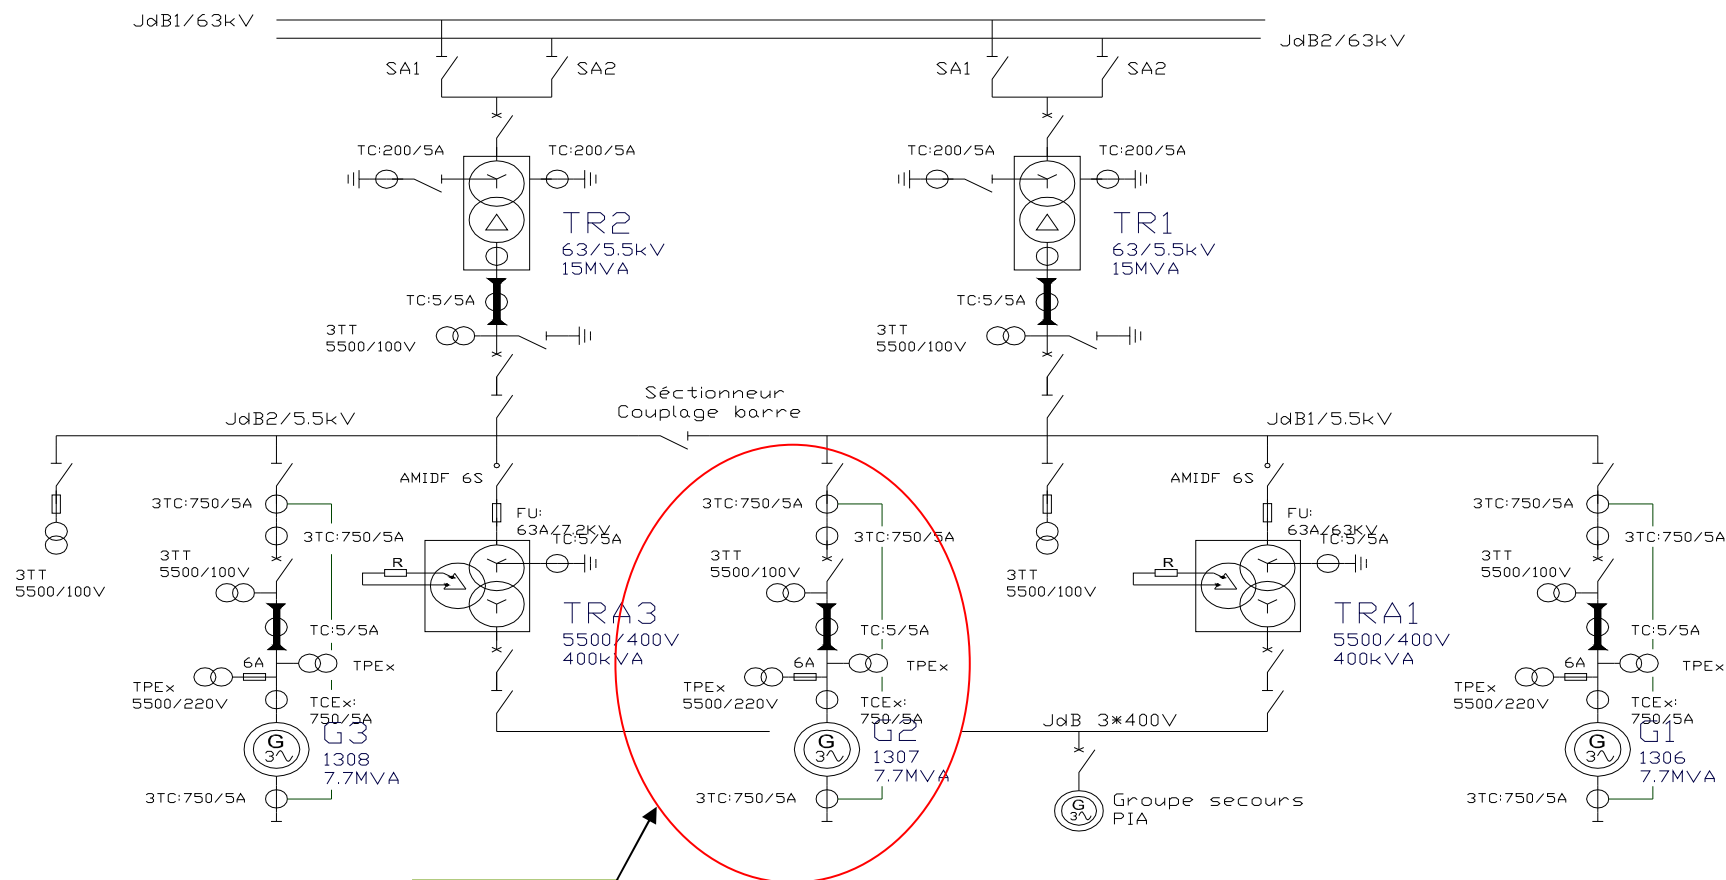 JdB1/63kV
JdB2/63kV
SA1
SA2
SA1
SA2
TC:200/5A
TC:200/5A
TC:200/5A
TC:200/5A
TR2
63/5.5kV
15MVA
TR1
63/5.5kV
15MVA
TC:5/5A
TC:5/5A
3TT
5500/100V
3TT
5500/100V
Séctionneur
Couplage barre
JdB2/5.5kV
JdB1/5.5kV
AMIDF 6S
AMIDF 6S
3TC:750/5A
3TC:750/5A
3TC:750/5A
FU:
63A/7.2KV
FU:
63A/63KV
3TC:750/5A
3TC:750/5A
3TC:750/5A
TC:5/5A
TC:5/5A
3TT
5500/100V
3TT
5500/100V
3TT
5500/100V
3TT
5500/100V
3TT
5500/100V
R
R
TRA3
5500/400V
400kVA
TRA1
5500/400V
400kVA
TC:5/5A
TC:5/5A
TC:5/5A
6A
TPEx
6A
TPEx
6A
TPEx
TPEx
5500/220V
TPEx
5500/220V
TPEx
5500/220V
TCEx:
750/5A
TCEx:
750/5A
TCEx:
750/5A
JdB 3*400V
G3
1308
7.7MVA
G2
1307
7.7MVA
G1
1306
7.7MVA
G
3
G
3
G
3
3TC:750/5A
3TC:750/5A
3TC:750/5A
G
3
Groupe secours
PIA